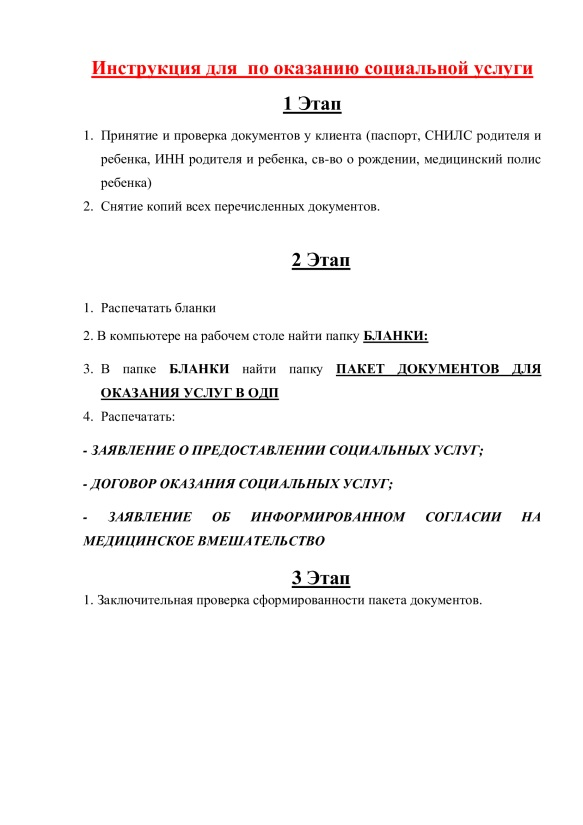 Инструкция для  по оказанию социальной услуги
1 Этап
1. Принятие и проверка документов у клиента (паспорт, СНИЛС родителя и
ребенка, ИНН родителя и ребенка, св-во о рождении, медицинский полис
ребенка)
2. Снятие копий всех перечисленных документов.
2 Этап
1. Распечатать бланки
2. В компьютере на рабочем столе найти папку БЛАНКИ:
3. В папке БЛАНКИ найти папку ПАКЕТ ДОКУМЕНТОВ ДЛЯ
ОКАЗАНИЯ УСЛУГ В ОДП
4. Распечатать:
- ЗАЯВЛЕНИЕ О ПРЕДОСТАВЛЕНИИ СОЦИАЛЬНЫХ УСЛУГ;
- ДОГОВОР ОКАЗАНИЯ СОЦИАЛЬНЫХ УСЛУГ;
- ЗАЯВЛЕНИЕ ОБ ИНФОРМИРОВАННОМ СОГЛАСИИ НА
МЕДИЦИНСКОЕ ВМЕШАТЕЛЬСТВО
3 Этап
1. Заключительная проверка сформированности пакета документов.